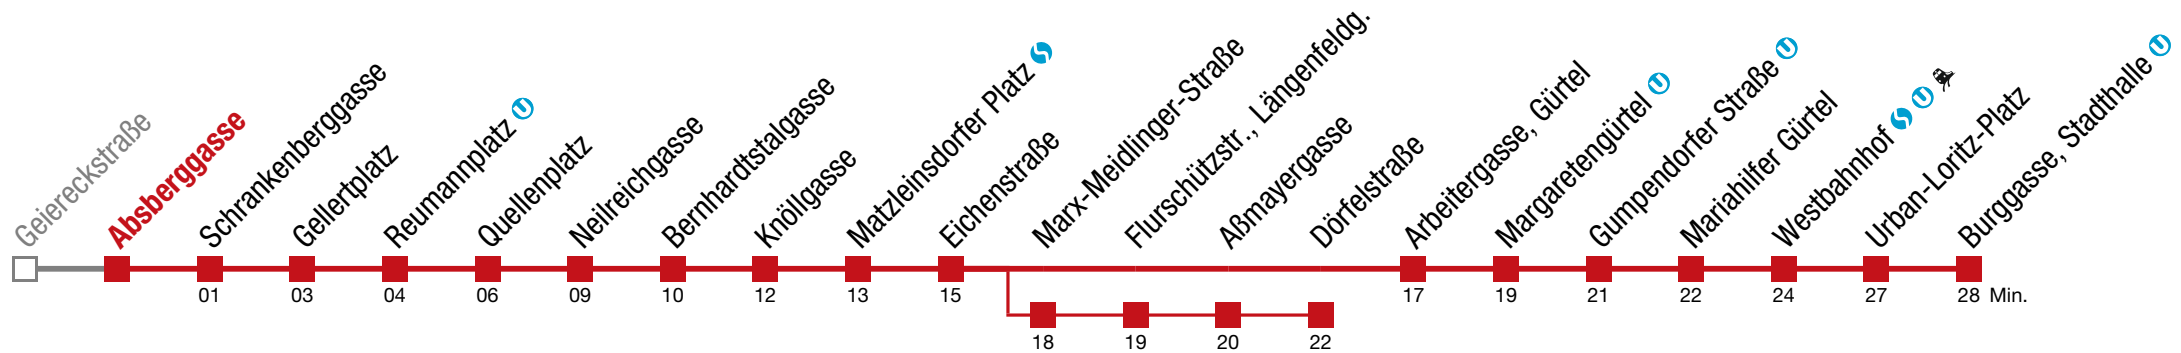 Geiereckstraße
Absberggasse
Schrankenberggasse
Gellertplatz
Reumannplatz U
Quellenplatz
Neilreichgasse
Bernhardtstalgasse
Knöllgasse
Matzleinsdorfer Platz S
Eichenstraße
Marx-Meidlinger-Straße
Flurschützstr., Längenfeldg.
Aßmayergasse
Dörfelstraße
Arbeitergasse, Gürtel
Margaretengürtel U
Gumpendorfer Straße U
Mariahilfer Gürtel
Westbahnhof S U
Urban-Loritz-Platz
Burggasse, Stadthalle U
01 03 04 06 09 10 12 13 15 17 19 21 22 24 27 28 Min.
18 19 20 22